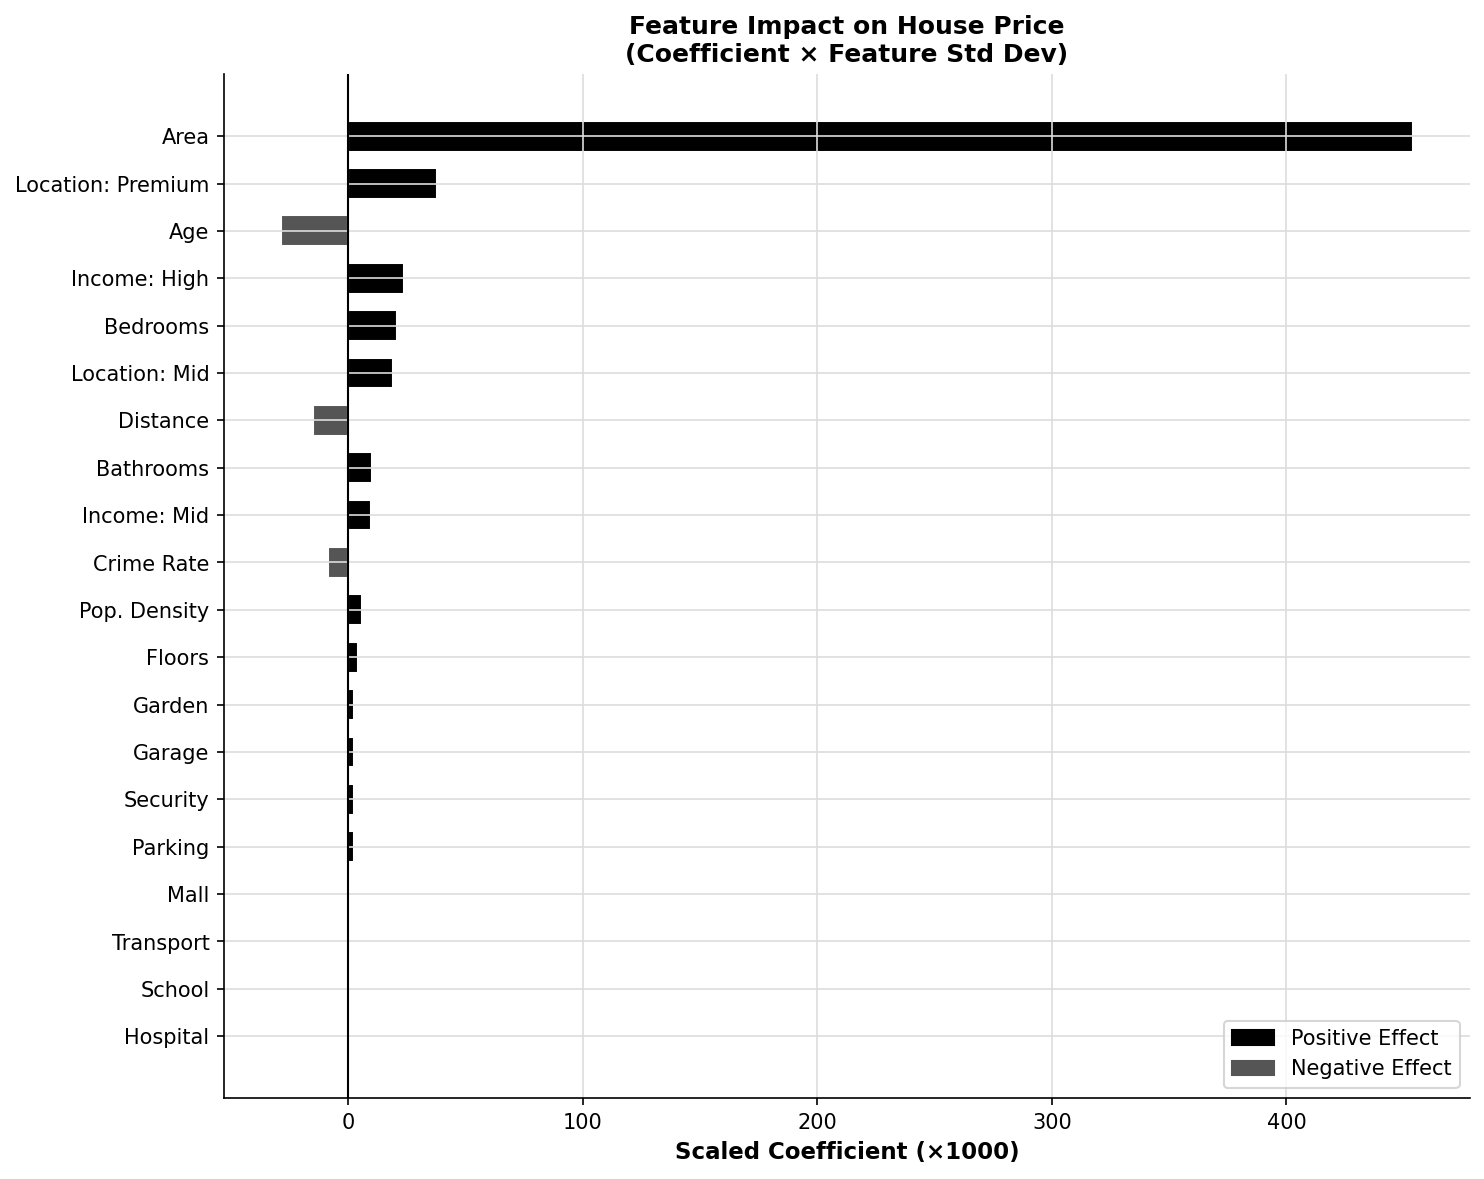 Feature Impact on House Price
(Coefficient × Feature Std Dev)
Area
Location: Premium
Age
Income: High
Bedrooms
Location: Mid
Distance
Bathrooms
Income: Mid
Crime Rate
Pop. Density
Floors
Garden
Garage
Security
Parking
Mall
Transport
School
Hospital
Positive Effect
Negative Effect
0 100 200 300 400
Scaled Coefficient (×1000)